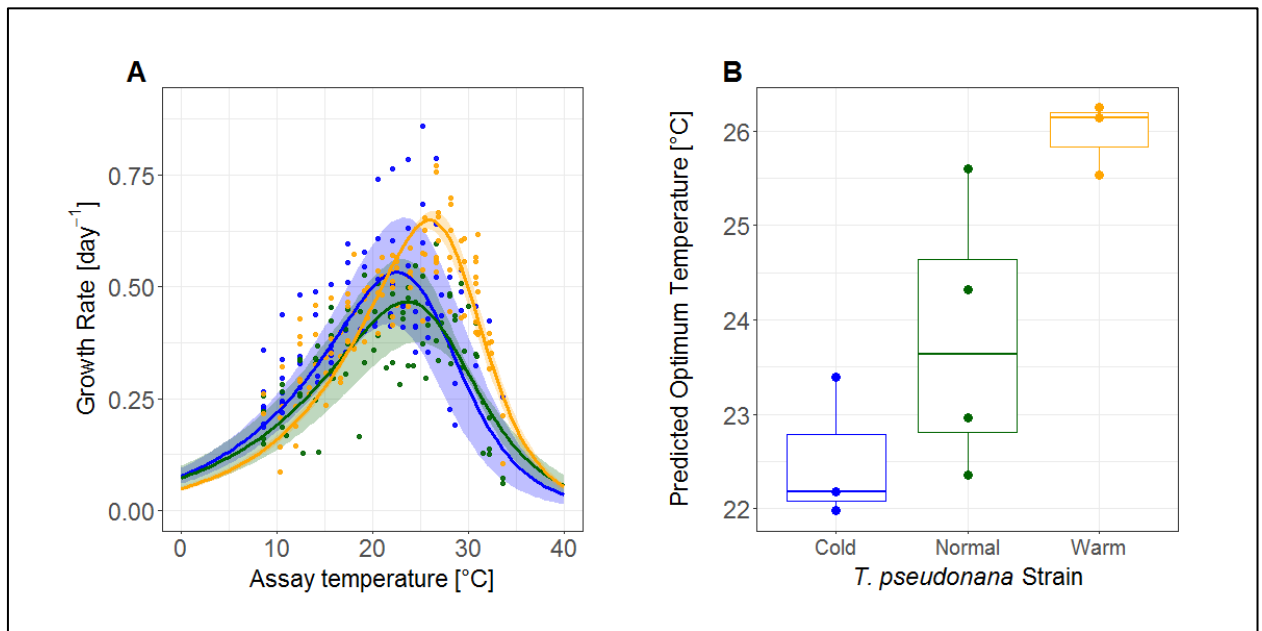 A
Growth Rate [day⁻¹]
0.75
0.50
0.25
0.00
0 10 20 30 40
Assay temperature [°C]
B
Predicted Optimum Temperature [°C]
26
25
24
23
22
Cold Normal Warm
T. pseudonana Strain